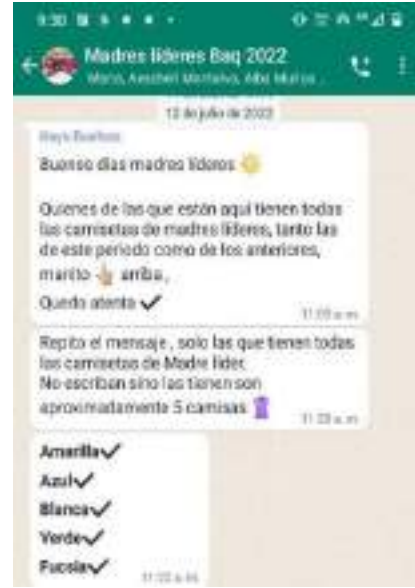 9:30
Madres líderes Baq 2022
12 de julio de 2022
Buenso días madres líderes 🌞
Quienes de las que están aquí tienen todas
las camisetas de madres líderes, tanto las
de este periodo como de los anteriores,
manito 👆 arriba,
Quedo atenta ✔
Repito el mensaje, solo las que tienen todas
las camisetas de Madre líder.
No escriban sino las tienen son
aproximadamente 5 camisas
Amarilla✔
Azul✔
Blanca✔
Verde✔
Fucsia✔